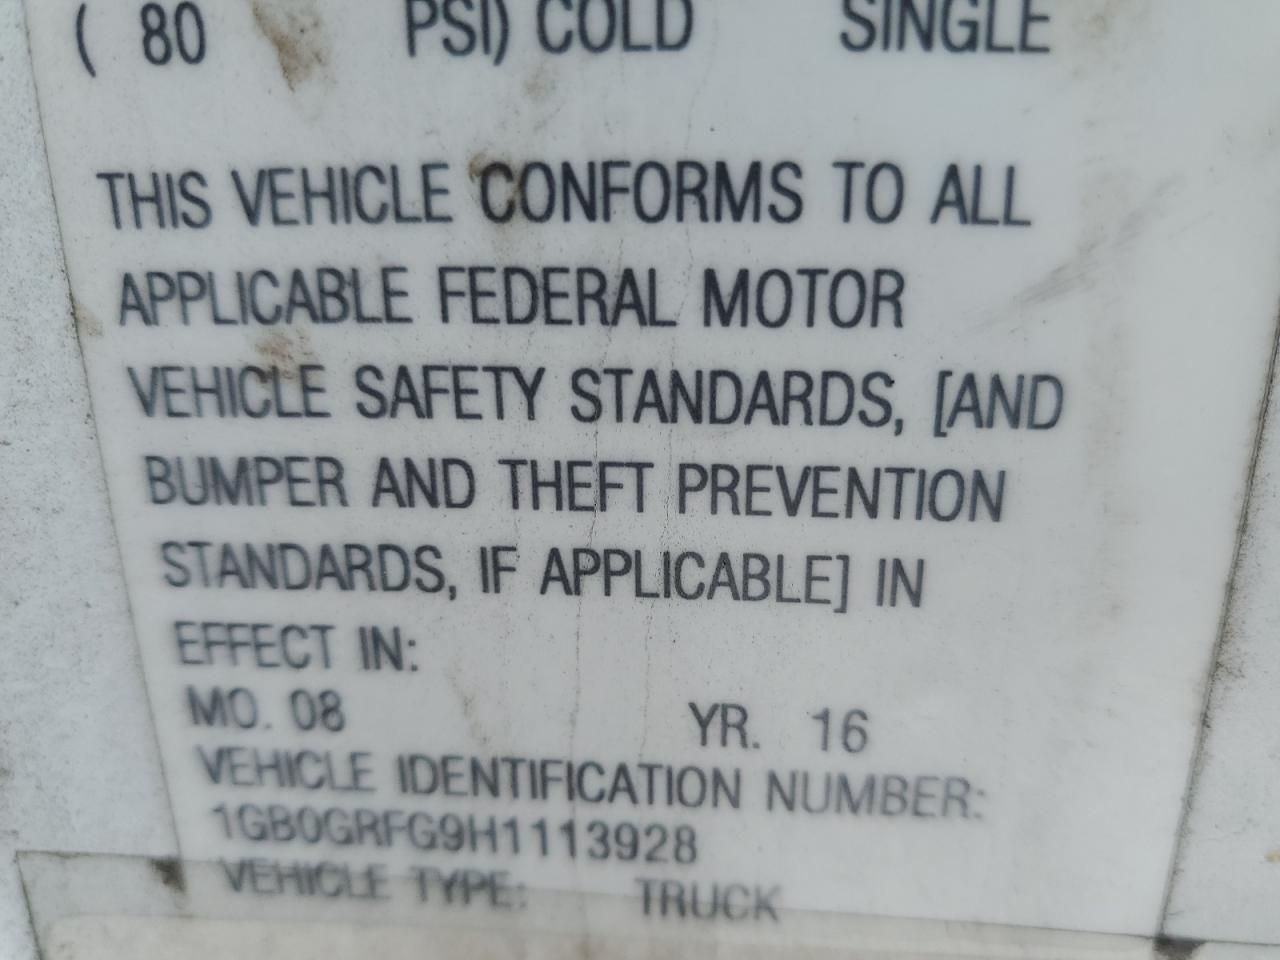 ( 80 PSI) COLD SINGLE
THIS VEHICLE CONFORMS TO ALL
APPLICABLE FEDERAL MOTOR
VEHICLE SAFETY STANDARDS, [AND
BUMPER AND THEFT PREVENTION
STANDARDS, IF APPLICABLE] IN
EFFECT IN:
MO. 08 YR. 16
VEHICLE IDENTIFICATION NUMBER:
1GB0GRFG9H1113928
VEHICLE TYPE: TRUCK